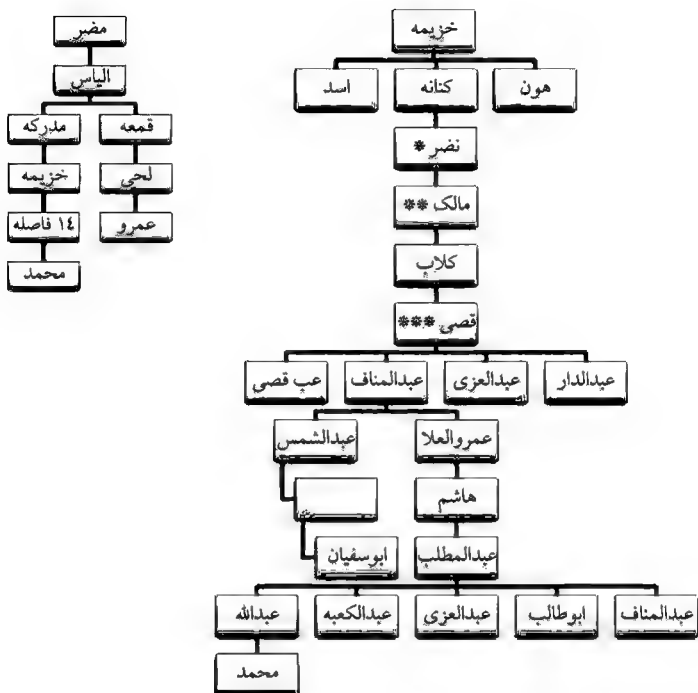 خزیمه
هون
کنانه
اسد
نضر *
مالک **
کلاب
قصی ***
عبدالدار
عبدالعزی
عبدالمناف
عب قصی
عمروالعلا
عبدالشمس
هاشم
عبدالمطلب
ابوسفیان
عبدالمناف
ابوطالب
عبدالعزی
عبدالکعبه
عبدالله
محمد
مضر
الیاس
قمعه
مدرکه
لحی
خزیمه
عمرو
١٤ فاصله
محمد